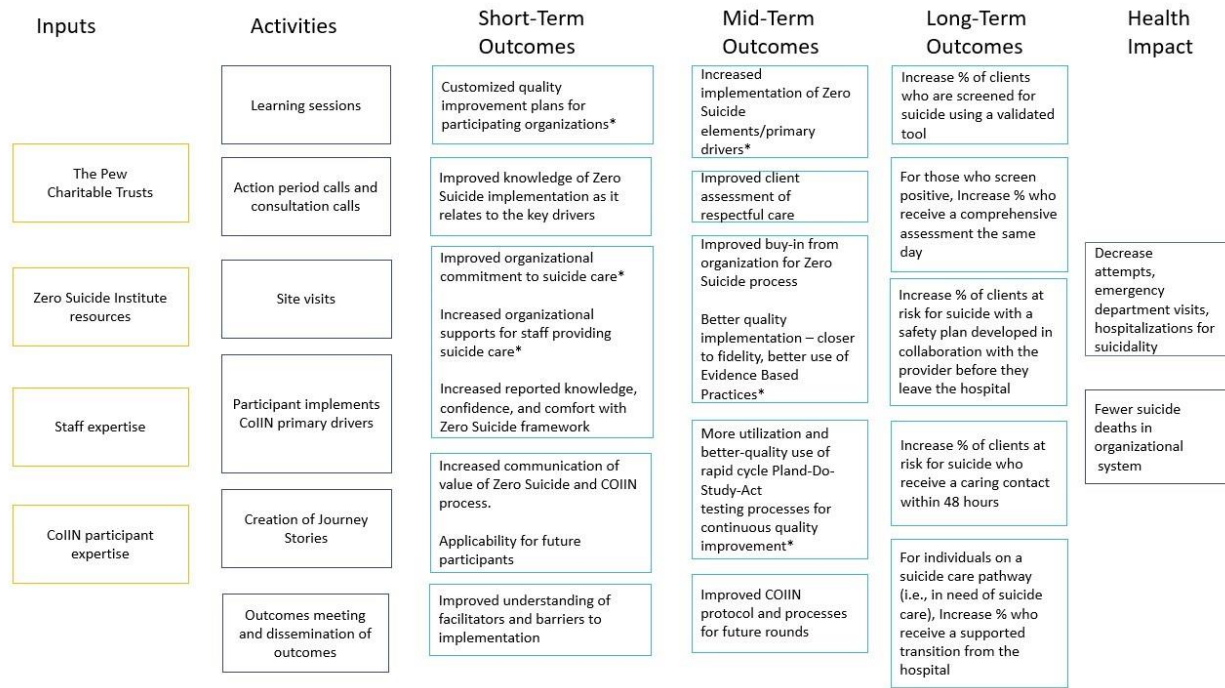 Inputs
Activities
Short-Term
Outcomes
Mid-Term
Outcomes
Long-Term
Outcomes
Health
Impact
The Pew
Charitable Trusts
Zero Suicide Institute
resources
Staff expertise
CoIIN participant
expertise
Learning sessions
Action period calls and
consultation calls
Site visits
Participant implements
CoIIN primary drivers
Creation of Journey
Stories
Outcomes meeting
and dissemination of
outcomes
Customized quality
improvement plans for
participating organizations*
Improved knowledge of Zero
Suicide implementation as it
relates to the key drivers
Improved organizational
commitment to suicide care*
Increased organizational
supports for staff providing
suicide care*
Increased reported knowledge,
confidence, and comfort with
Zero Suicide framework
Increased communication of
value of Zero Suicide and COIIN
process.
Applicability for future
participants
Improved understanding of
facilitators and barriers to
implementation
Increased
implementation of Zero
Suicide
elements/primary
drivers*
Improved client
assessment of
respectful care
Improved buy-in from
organization for Zero
Suicide process
Better quality
implementation – closer
to fidelity, better use of
Evidence Based
Practices*
More utilization and
better-quality use of
rapid cycle Pland-Do-
Study-Act
testing processes for
continuous quality
improvement*
Improved COIIN
protocol and processes
for future rounds
Increase % of clients
who are screened for
suicide using a validated
tool
For those who screen
positive, Increase % who
receive a comprehensive
assessment the same
day
Increase % of clients at
risk for suicide with a
safety plan developed in
collaboration with the
provider before they
leave the hospital
Increase % of clients at
risk for suicide who
receive a caring contact
within 48 hours
For individuals on a
suicide care pathway
(i.e., in need of suicide
care), Increase % who
receive a supported
transition from the
hospital
Decrease
attempts,
emergency
department visits,
hospitalizations for
suicidality
Fewer suicide
deaths in
organizational
system